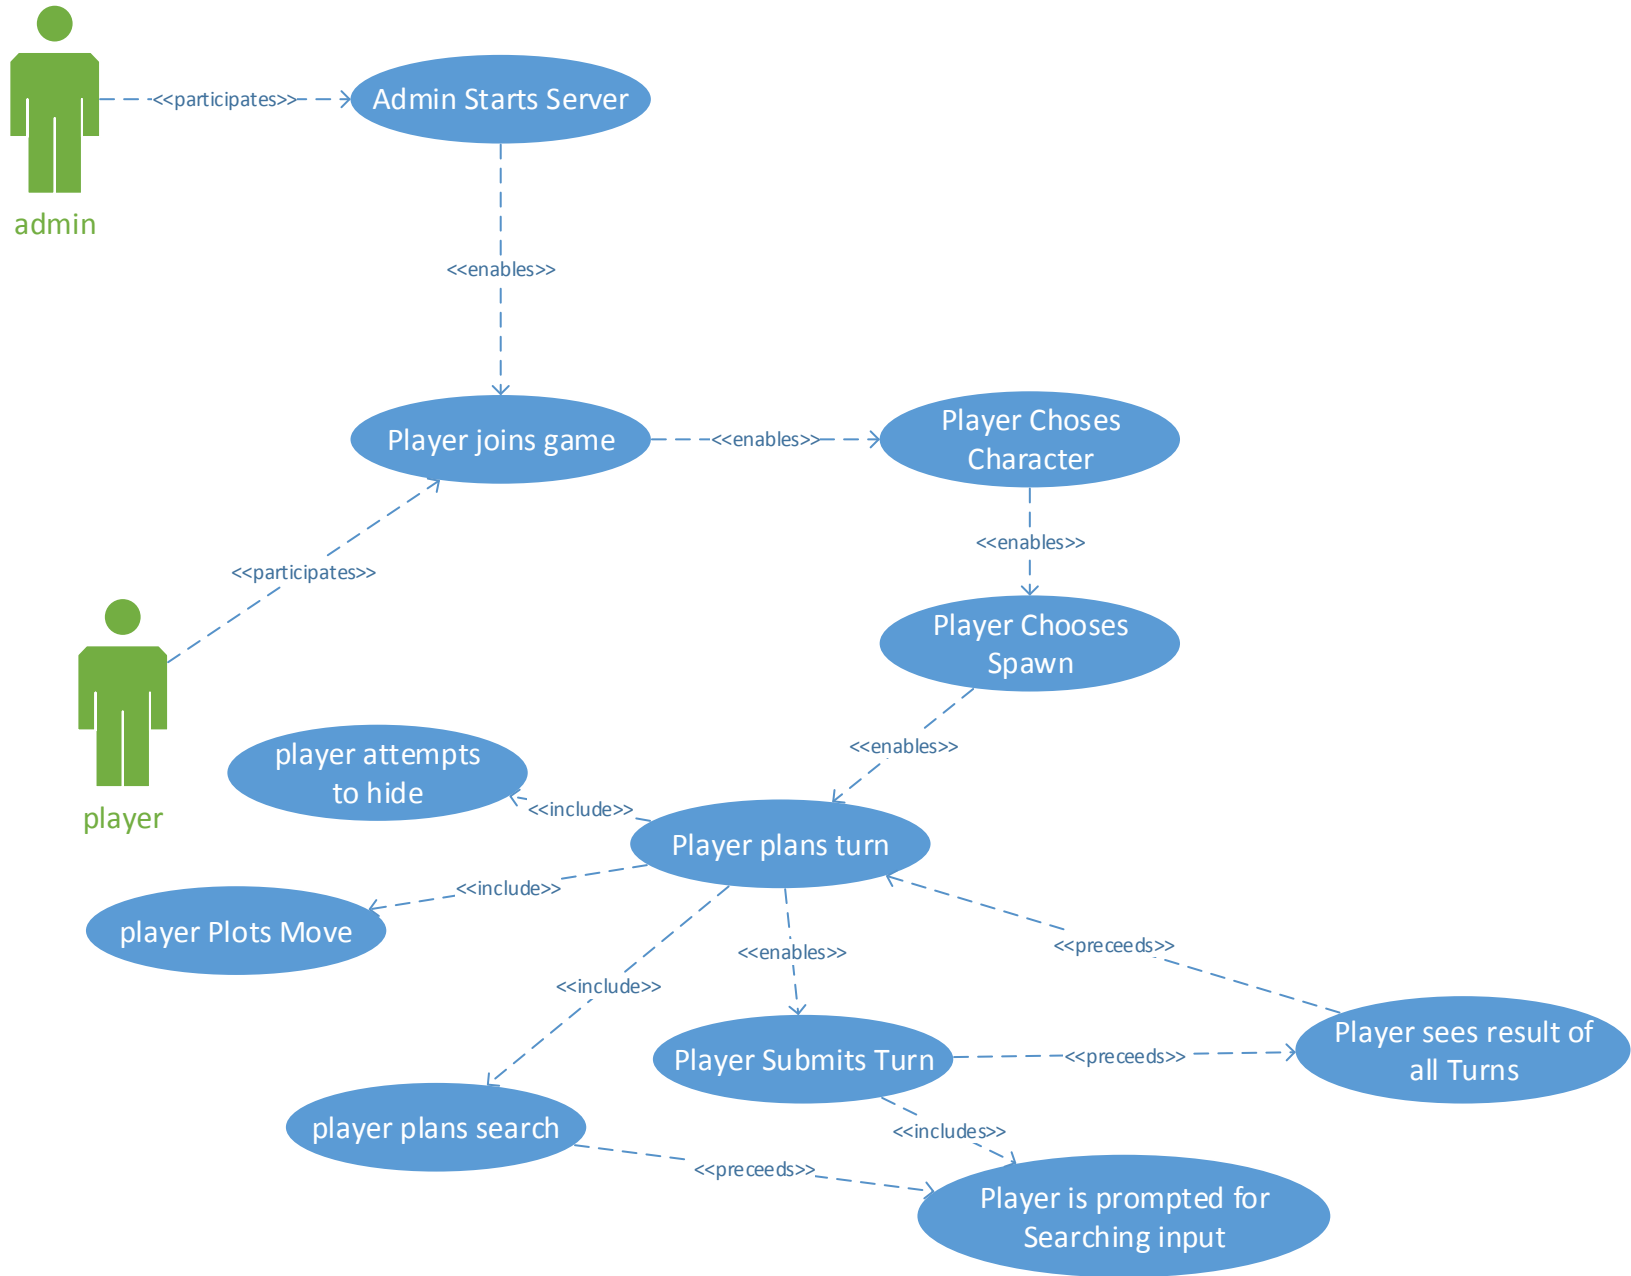 <<participates>>
Admin Starts Server
admin
<<enables>>
Player joins game
<<enables>>
Player Choses
Character
<<enables>>
<<participates>>
Player Chooses
Spawn
<<enables>>
player
player attempts
to hide
<<include>>
Player plans turn
<<include>>
player Plots Move
<<enables>>
<<preceeds>>
<<include>>
Player Submits Turn
<<preceeds>>
Player sees result of
all Turns
player plans search
<<includes>>
<<preceeds>>
Player is prompted for
Searching input